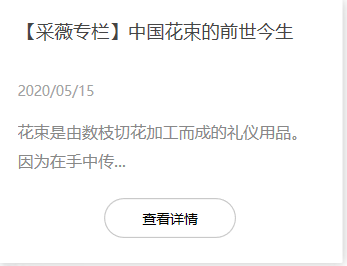 【采薇专栏】中国花束的前世今生
2020/05/15
花束是由数枝切花加工而成的礼仪用品。
因为在手中传...
查看详情